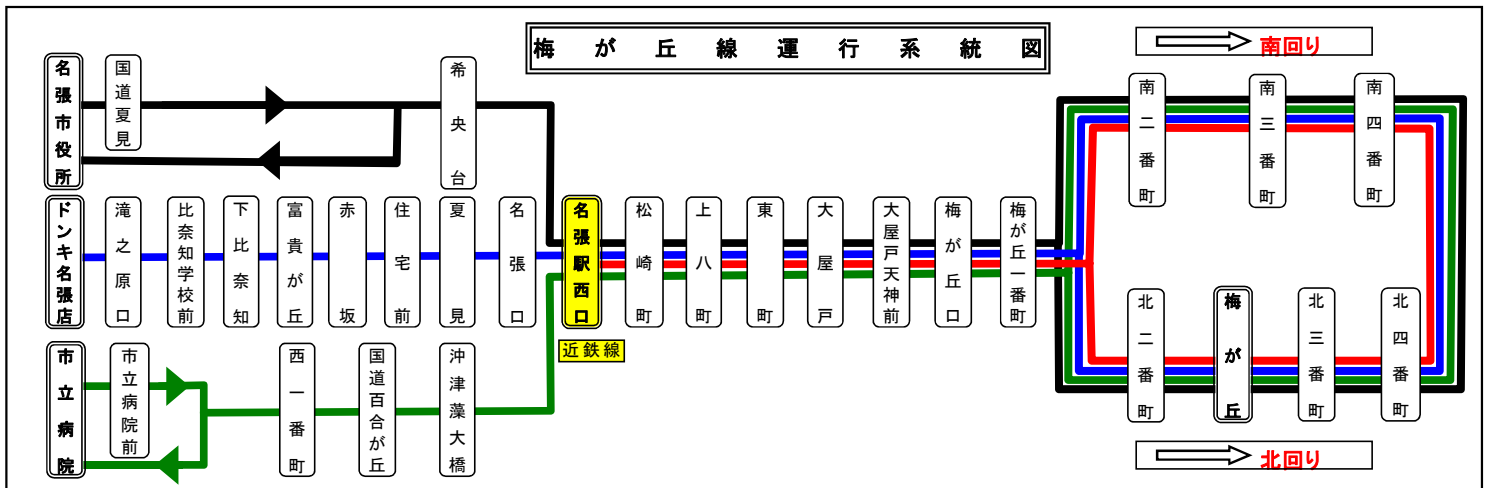 梅が丘線運行系統図
南回り
名張市役所
国道夏見
希央台
南二番町
南三番町
南四番町
ドンキ名張店
滝之原口
比奈知学校前
下比奈知
富貴が丘
赤坂
住宅前
夏見
名張口
名張駅西口
松崎町
上八町
東町
大屋戸
大屋戸天神前
梅が丘口
梅が丘一番町
近鉄線
北二番町
梅が丘
北三番町
北四番町
市立病院
市立病院前
西一番町
国道百合が丘
沖津藻大橋
北回り